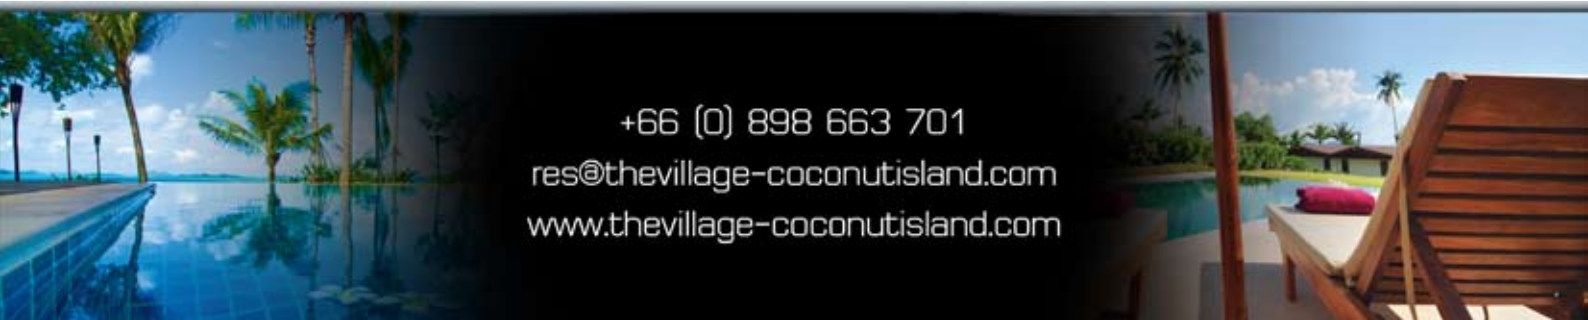 +66 (0) 898 663 701
res@thevillage-coconutisland.com
www.thevillage-coconutisland.com